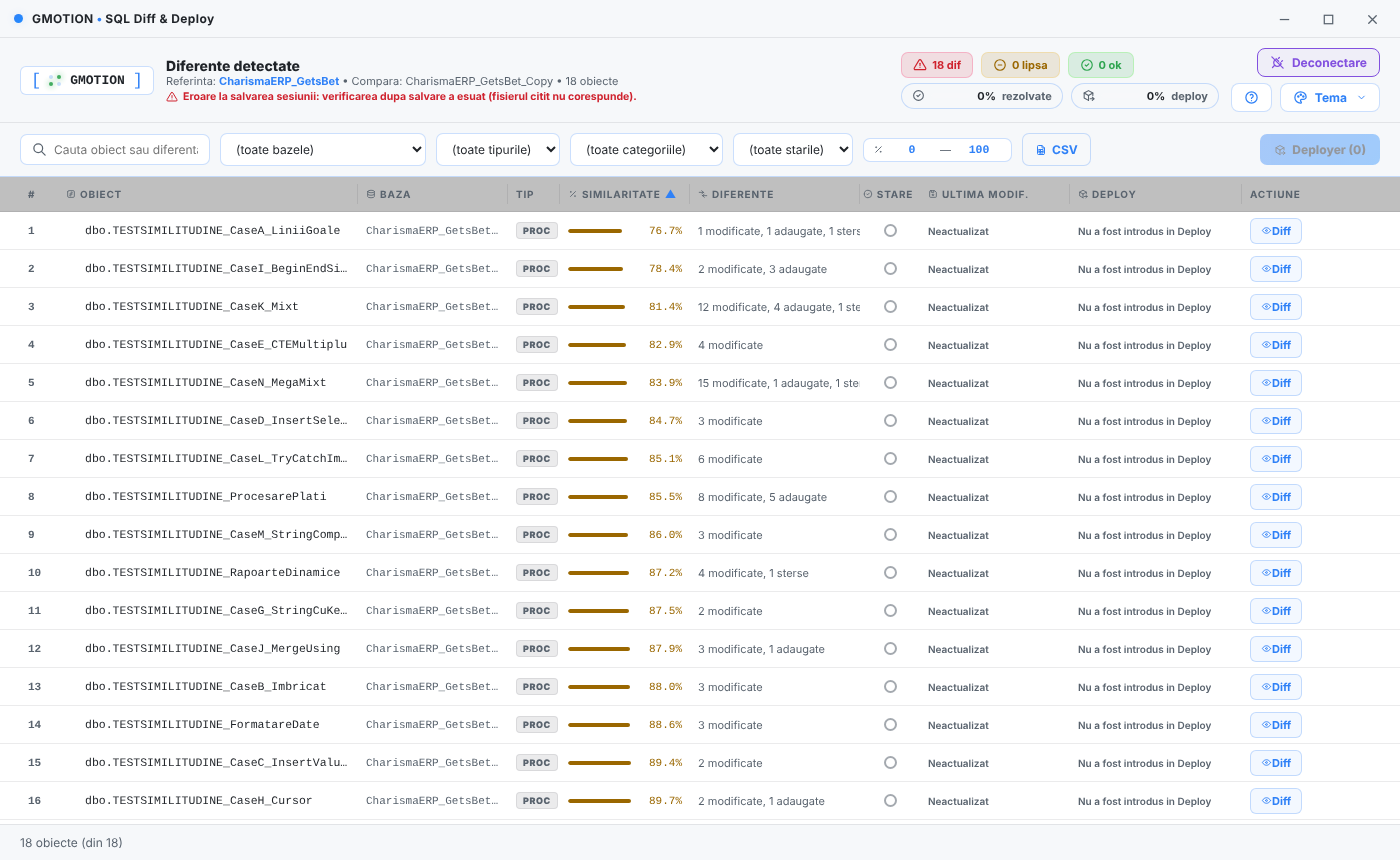 GMOTION • SQL Diff & Deploy
[ GMOTION ]
Diferente detectate
Referinta: CharismaERP_GetsBet • Compara: CharismaERP_GetsBet_Copy • 18 obiecte
Eroare la salvarea sesiunii: verificarea dupa salvare a esuat (fisierul citit nu corespunde).
18 dif
0 lipsa
0 ok
Deconectare
0% rezolvate
0% deploy
Tema
Cauta obiect sau diferenta
(toate bazele)
(toate tipurile)
(toate categoriile)
(toate starile)
0 — 100
CSV
Deployer (0)
# OBIECT BAZA TIP SIMILARITATE DIFERENTE STARE ULTIMA MODIF. DEPLOY ACTIUNE
1 dbo.TESTSIMILITUDINE_CaseA_LiniiGoale CharismaERP_GetsBet… PROC 76.7% 1 modificate, 1 adaugate, 1 sters Neactualizat Nu a fost introdus in Deploy Diff
2 dbo.TESTSIMILITUDINE_CaseI_BeginEndSi… CharismaERP_GetsBet… PROC 78.4% 2 modificate, 3 adaugate Neactualizat Nu a fost introdus in Deploy Diff
3 dbo.TESTSIMILITUDINE_CaseK_Mixt CharismaERP_GetsBet… PROC 81.4% 12 modificate, 4 adaugate, 1 ste Neactualizat Nu a fost introdus in Deploy Diff
4 dbo.TESTSIMILITUDINE_CaseE_CTEMultiplu CharismaERP_GetsBet… PROC 82.9% 4 modificate Neactualizat Nu a fost introdus in Deploy Diff
5 dbo.TESTSIMILITUDINE_CaseN_MegaMixt CharismaERP_GetsBet… PROC 83.9% 15 modificate, 1 adaugate, 1 ste Neactualizat Nu a fost introdus in Deploy Diff
6 dbo.TESTSIMILITUDINE_CaseD_InsertSele… CharismaERP_GetsBet… PROC 84.7% 3 modificate Neactualizat Nu a fost introdus in Deploy Diff
7 dbo.TESTSIMILITUDINE_CaseL_TryCatchIm… CharismaERP_GetsBet… PROC 85.1% 6 modificate Neactualizat Nu a fost introdus in Deploy Diff
8 dbo.TESTSIMILITUDINE_ProcesarePlati CharismaERP_GetsBet… PROC 85.5% 8 modificate, 5 adaugate Neactualizat Nu a fost introdus in Deploy Diff
9 dbo.TESTSIMILITUDINE_CaseM_StringComp… CharismaERP_GetsBet… PROC 86.0% 3 modificate Neactualizat Nu a fost introdus in Deploy Diff
10 dbo.TESTSIMILITUDINE_RapoarteDinamice CharismaERP_GetsBet… PROC 87.2% 4 modificate, 1 sterse Neactualizat Nu a fost introdus in Deploy Diff
11 dbo.TESTSIMILITUDINE_CaseG_StringCuKe… CharismaERP_GetsBet… PROC 87.5% 2 modificate Neactualizat Nu a fost introdus in Deploy Diff
12 dbo.TESTSIMILITUDINE_CaseJ_MergeUsing CharismaERP_GetsBet… PROC 87.9% 3 modificate, 1 adaugate Neactualizat Nu a fost introdus in Deploy Diff
13 dbo.TESTSIMILITUDINE_CaseB_Imbricat CharismaERP_GetsBet… PROC 88.0% 3 modificate Neactualizat Nu a fost introdus in Deploy Diff
14 dbo.TESTSIMILITUDINE_FormatareDate CharismaERP_GetsBet… PROC 88.6% 3 modificate Neactualizat Nu a fost introdus in Deploy Diff
15 dbo.TESTSIMILITUDINE_CaseC_InsertValu… CharismaERP_GetsBet… PROC 89.4% 2 modificate Neactualizat Nu a fost introdus in Deploy Diff
16 dbo.TESTSIMILITUDINE_CaseH_Cursor CharismaERP_GetsBet… PROC 89.7% 2 modificate, 1 adaugate Neactualizat Nu a fost introdus in Deploy Diff
18 obiecte (din 18)